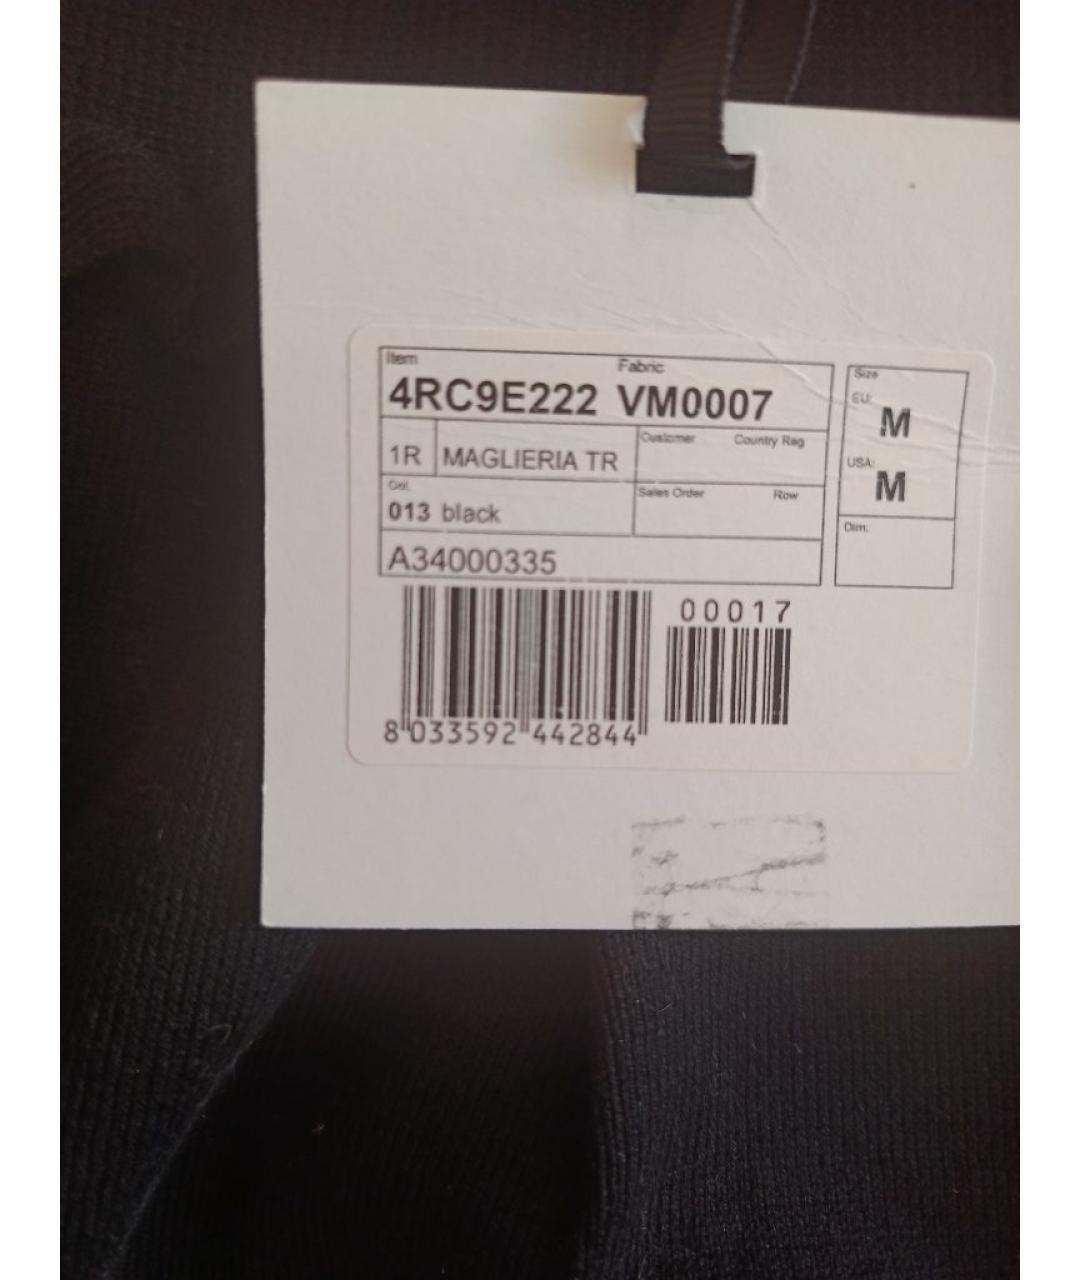 Item Fabric
4RC9E222 VM0007
1R MAGLIERIA TR
Customer Country Reg
Col.
013 black
Sales Order Row
A34000335
Size
EU:
M
USA:
M
Dim.
00017
8 033592 442844